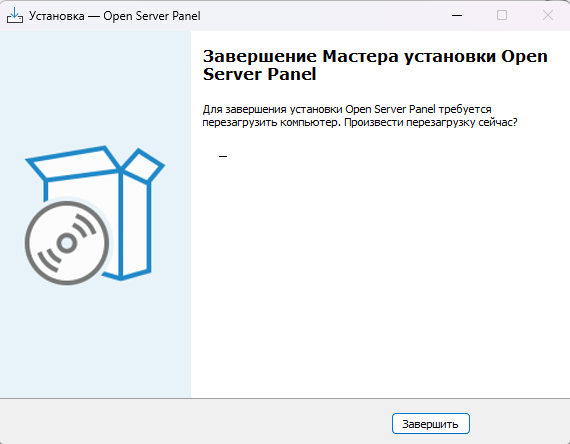 Установка — Open Server Panel
Завершение Мастера установки Open
Server Panel
Для завершения установки Open Server Panel требуется
перезагрузить компьютер. Произвести перезагрузку сейчас?
Завершить